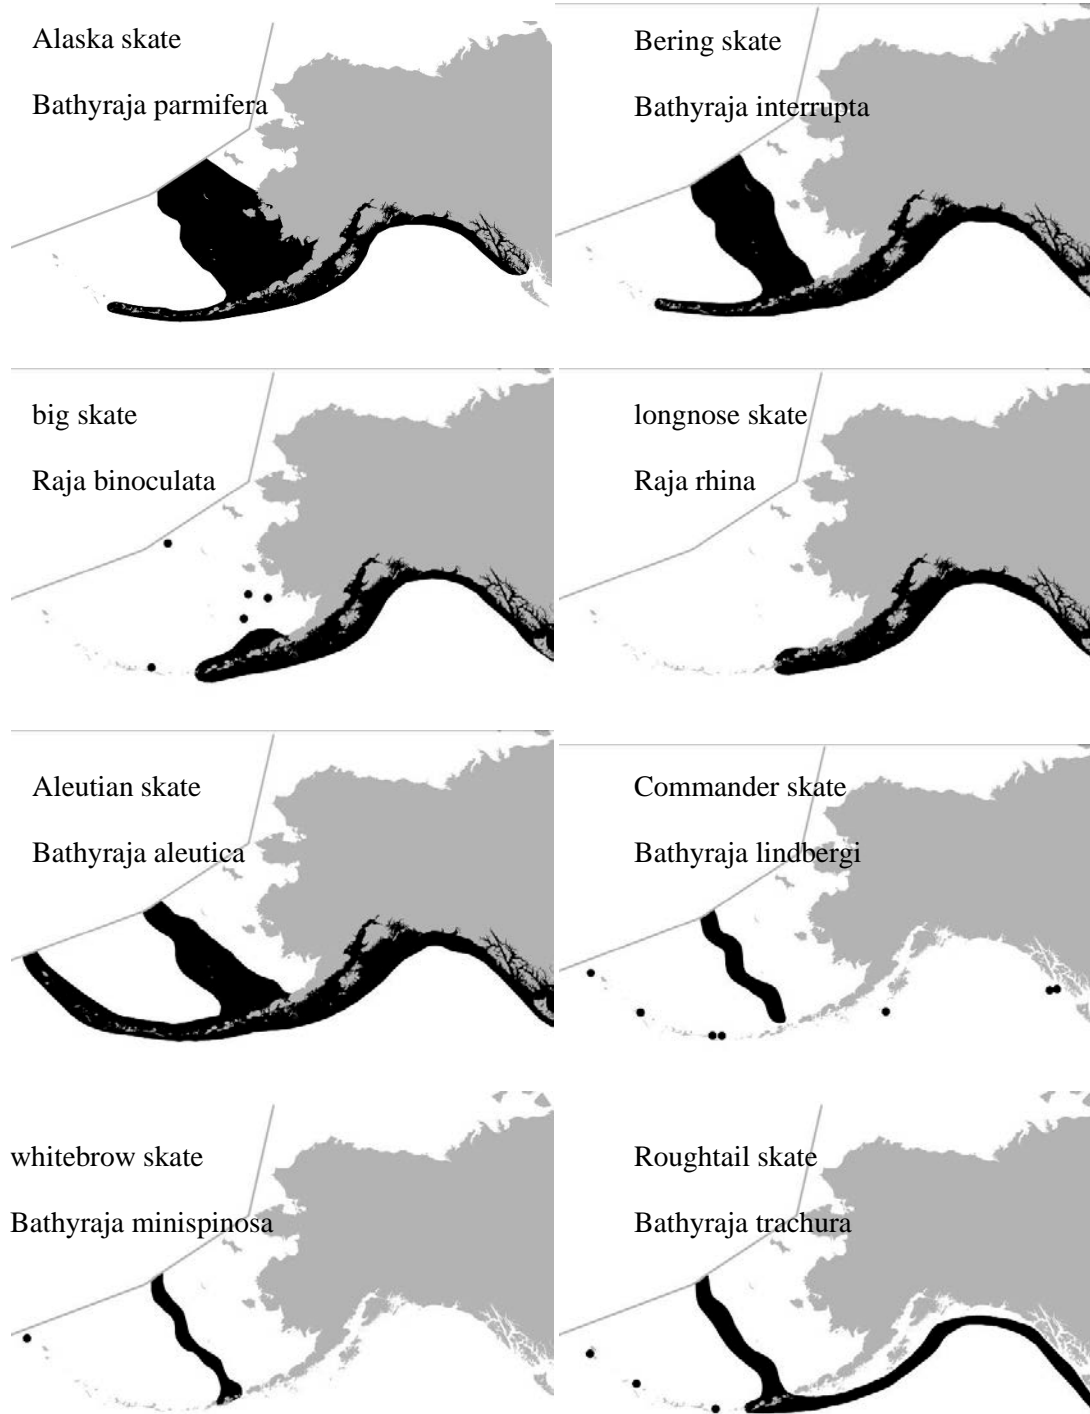 Alaska skate
Bathyraja parmifera
Bering skate
Bathyraja interrupta
big skate
Raja binoculata
longnose skate
Raja rhina
Aleutian skate
Bathyraja aleutica
Commander skate
Bathyraja lindbergi
whitebrow skate
Bathyraja minispinosa
Roughtail skate
Bathyraja trachura